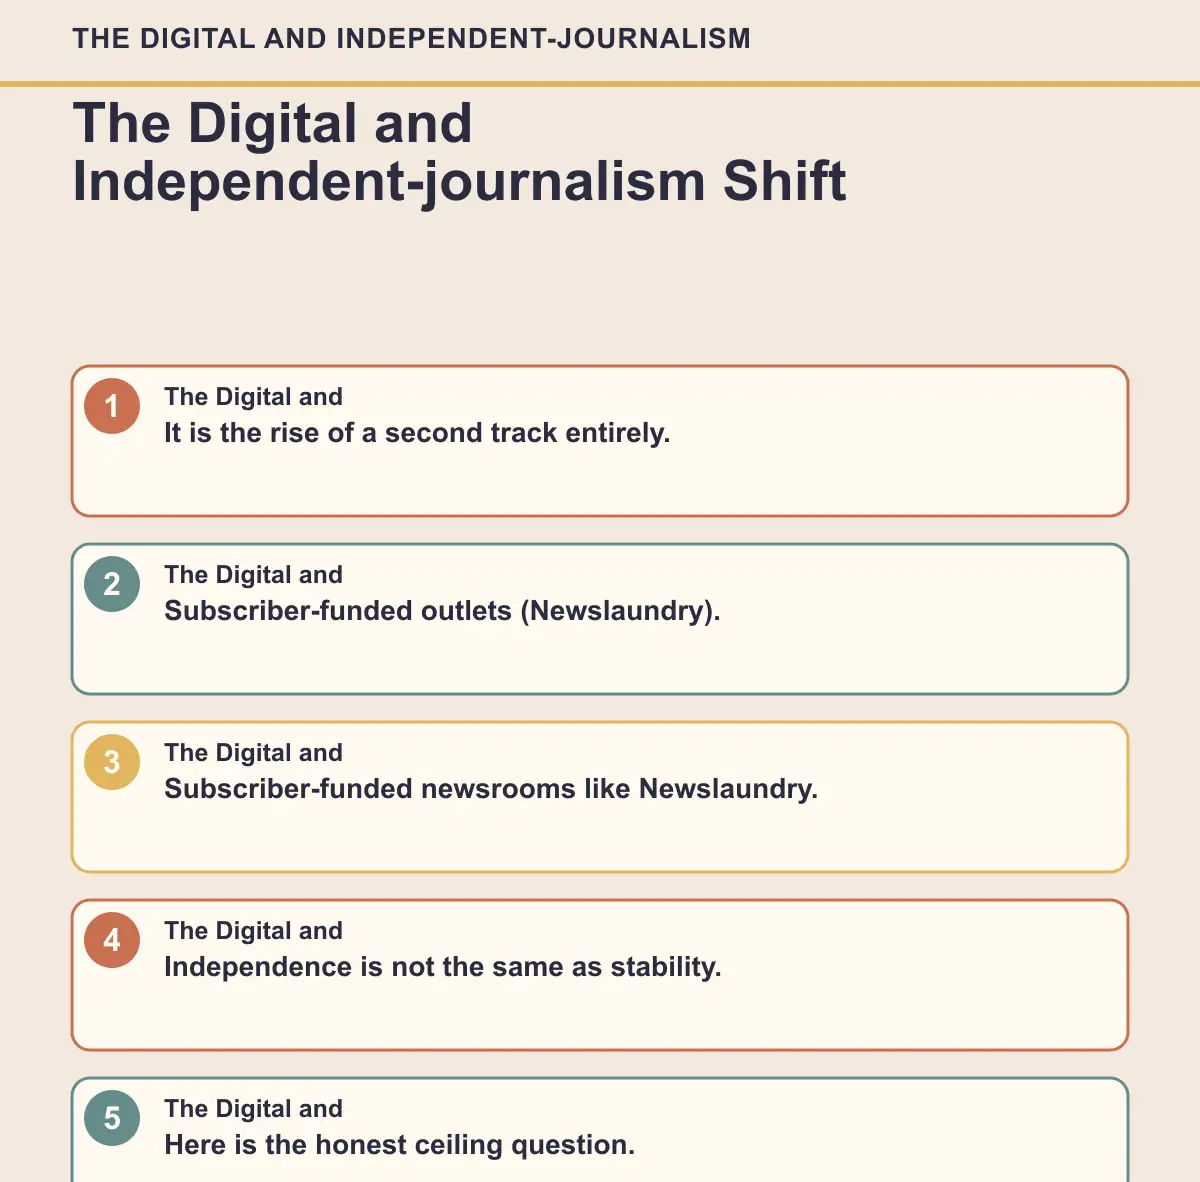 THE DIGITAL AND INDEPENDENT-JOURNALISM
The Digital and
Independent-journalism Shift
1
The Digital and
It is the rise of a second track entirely.
2
The Digital and
Subscriber-funded outlets (Newslaundry).
3
The Digital and
Subscriber-funded newsrooms like Newslaundry.
4
The Digital and
Independence is not the same as stability.
5
The Digital and
Here is the honest ceiling question.